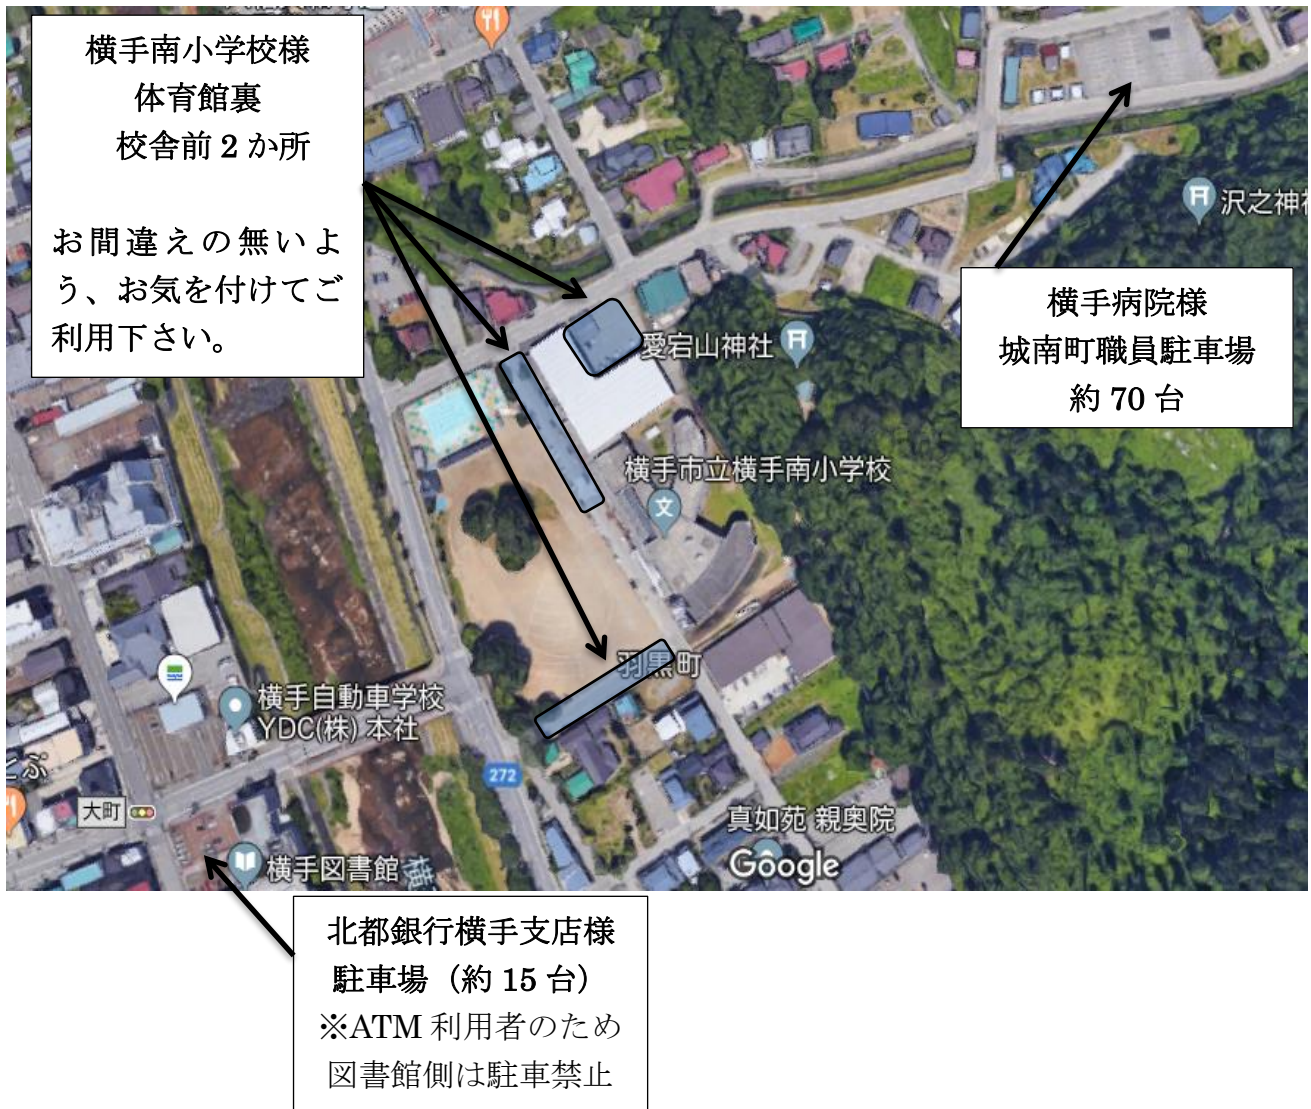 横手南小学校様
体育館裏
校舎前 2 か所
お間違えの無いよ
う、お気を付けてご
利用下さい。
沢之神社
横手病院様
城南町職員駐車場
約 70 台
愛宕山神社
横手市立横手南小学校
文
羽黒町
横手自動車学校
YDC(株) 本社
とぶ
272
大町
真如苑 親奥院
Google
横手図書館
横
北都銀行横手支店様
駐車場（約 15 台）
※ATM 利用者のため
図書館側は駐車禁止